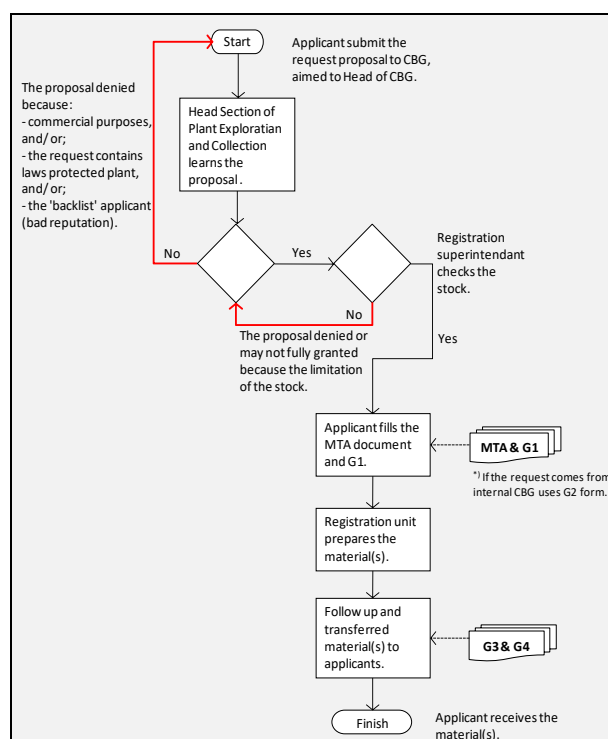 Start
Applicant submit the
request proposal to CBG,
aimed to Head of CBG.
The proposal denied
because:
- commercial purposes,
and/ or;
- the request contains
laws protected plant,
and/ or;
- the 'backlist' applicant
(bad reputation).
Head Section of
Plant Exploration
and Collection
learns the
proposal .
No
Yes
Registration
superintendant
checks the
stock.
No
Yes
The proposal denied or
may not fully granted
because the limitation
of the stock.
Applicant fills the
MTA document
and G1.
MTA & G1
*) If the request comes from
internal CBG uses G2 form.
Registration unit
prepares the
material(s).
Follow up and
transferred
material(s) to
applicants.
G3 & G4
Finish
Applicant receives the
material(s).